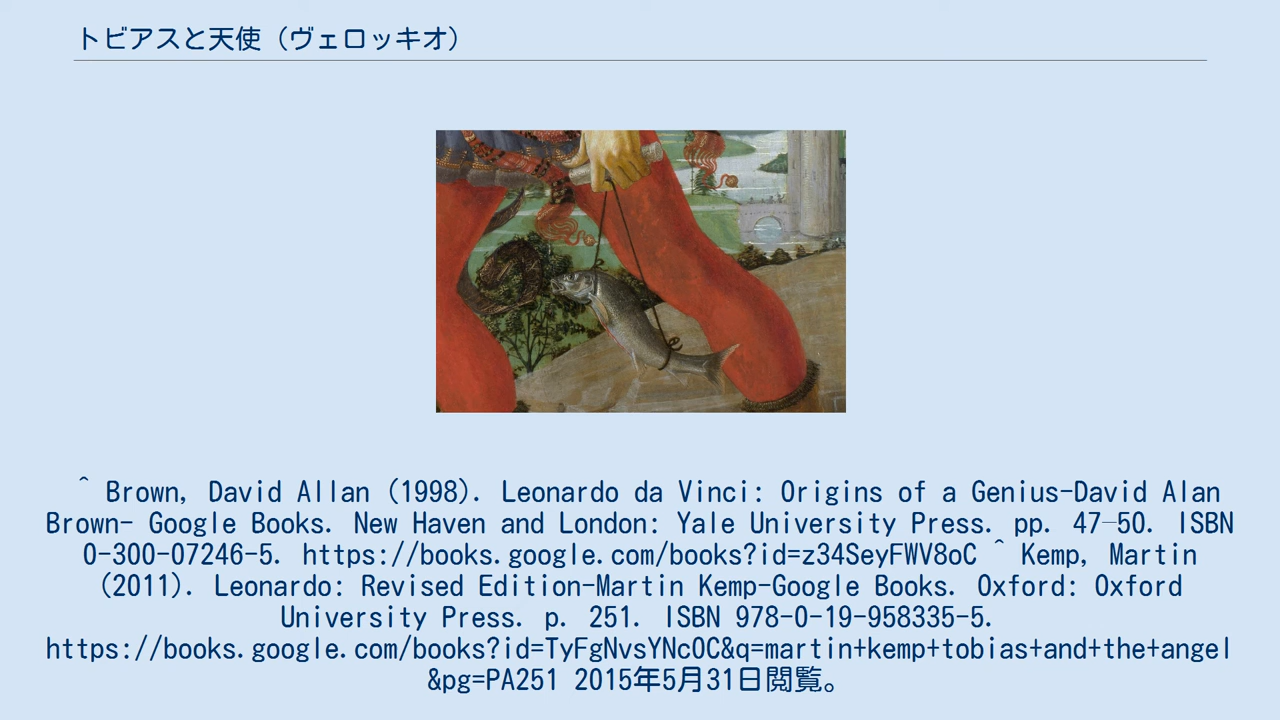 トビアスと天使（ヴェロッキオ）
^ Brown, David Allan (1998). Leonardo da Vinci: Origins of a Genius-David Alan
Brown- Google Books. New Haven and London: Yale University Press. pp. 47–50. ISBN
0-300-07246-5. https://books.google.com/books?id=z34SeyFWV8oC ^ Kemp, Martin
(2011). Leonardo: Revised Edition-Martin Kemp-Google Books. Oxford: Oxford
University Press. p. 251. ISBN 978-0-19-958335-5.
https://books.google.com/books?id=TyFgNvsYNc0C&q=martin+kemp+tobias+and+the+angel
&pg=PA251 2015年5月31日閲覧。